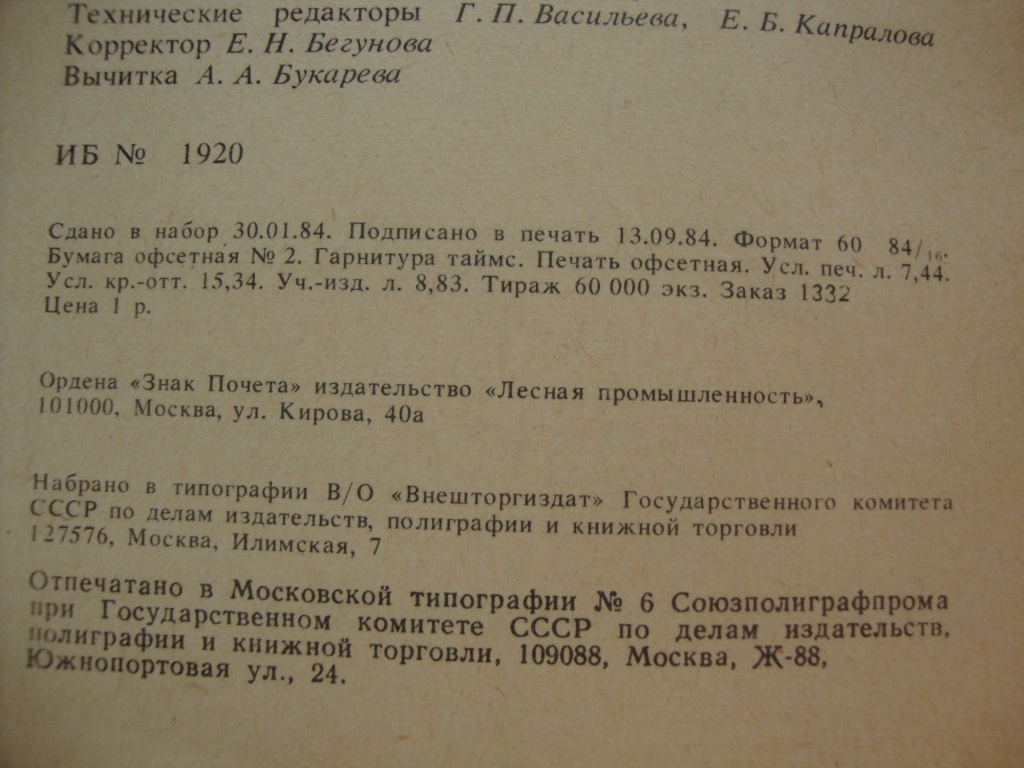 Технические редакторы Г. П. Васильева, Е. Б. Капралова
Корректор Е. Н. Бегунова
Вычитка А. А. Букарева
ИБ № 1920
Сдано в набор 30.01.84. Подписано в печать 13.09.84. Формат 60 84/16.
Бумага офсетная № 2. Гарнитура таймс. Печать офсетная. Усл. печ. л. 7,44.
Усл. кр.-отт. 15,34. Уч.-изд. л. 8,83. Тираж 60 000 экз. Заказ 1332
Цена 1 р.
Ордена «Знак Почета» издательство «Лесная промышленность»,
101000, Москва, ул. Кирова, 40а
Набрано в типографии В/О «Внешторгиздат» Государственного комитета
СССР по делам издательств, полиграфии и книжной торговли
127576, Москва, Илимская, 7
Отпечатано в Московской типографии № 6 Союзполиграфпрома
при Государственном комитете СССР по делам издательств,
полиграфии и книжной торговли, 109088, Москва, Ж-88,
Южнопортовая ул., 24.